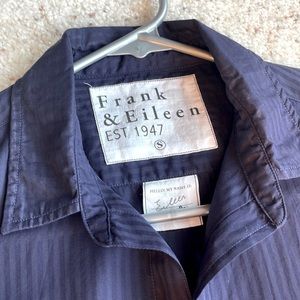 Frank
& Eileen
EST 1947
S
HELLO! MY NAME IS
Eileen